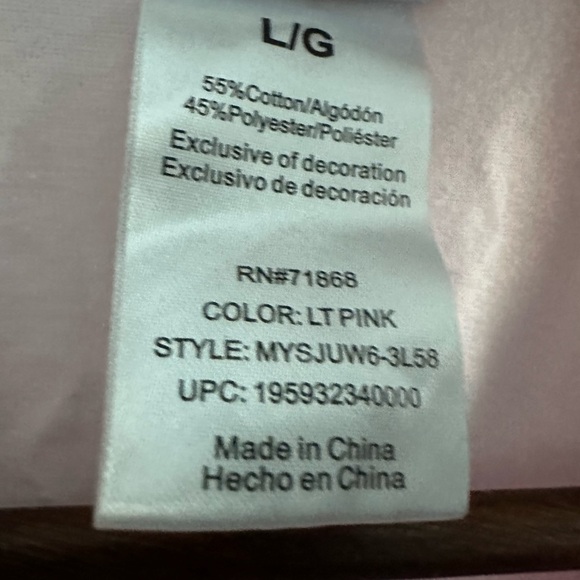 L/G
55%Cotton/Algódón
45%Polyester/Poliéster
Exclusive of decoration
Exclusivo de decoración
RN#71868
COLOR: LT PINK
STYLE: MYSJUW6-3L58
UPC: 195932340000
Made in China
Hecho en China